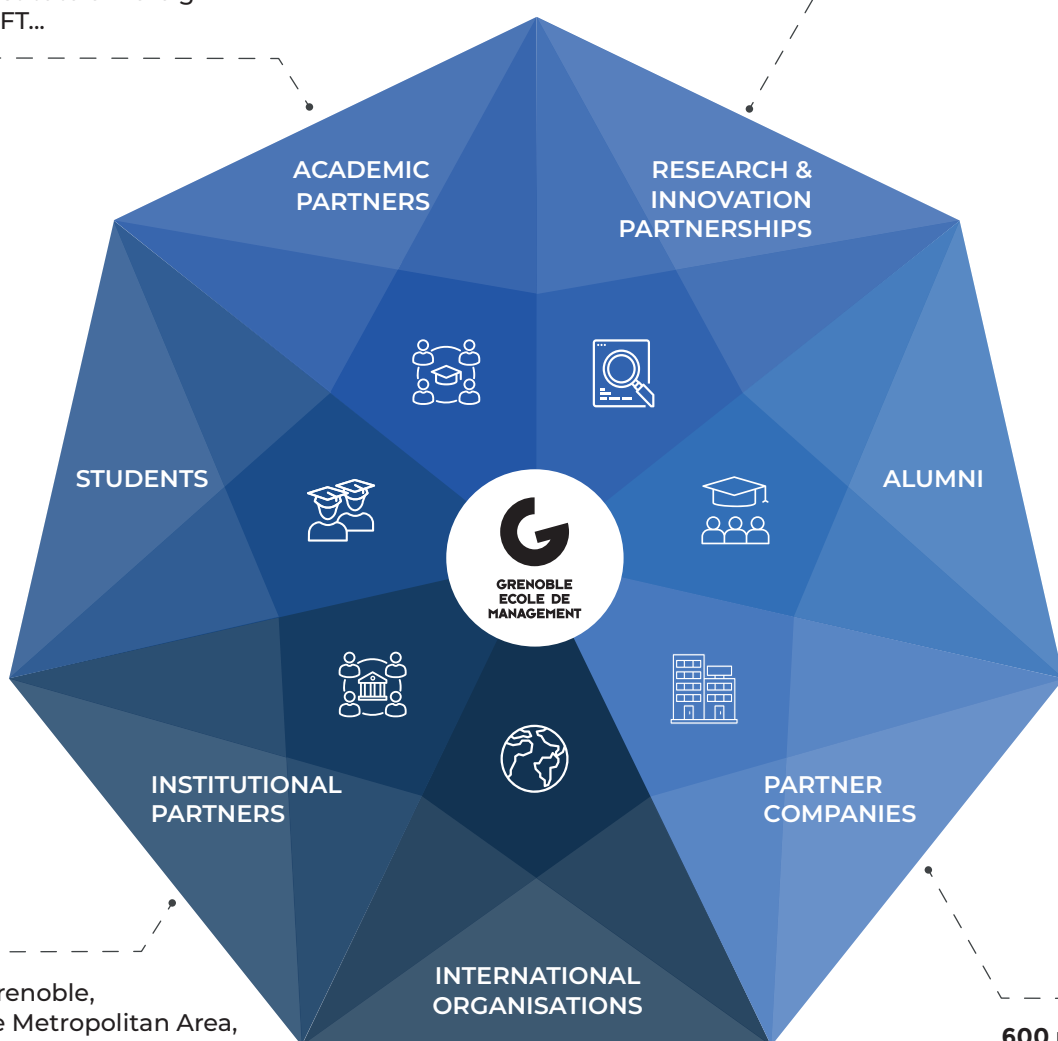 FT...
ACADEMIC
PARTNERS
RESEARCH &
INNOVATION
PARTNERSHIPS
STUDENTS
ALUMNI
GRENOBLE
ECOLE DE
MANAGEMENT
INSTITUTIONAL
PARTNERS
PARTNER
COMPANIES
INTERNATIONAL
ORGANISATIONS
renoble,
e Metropolitan Area,
600